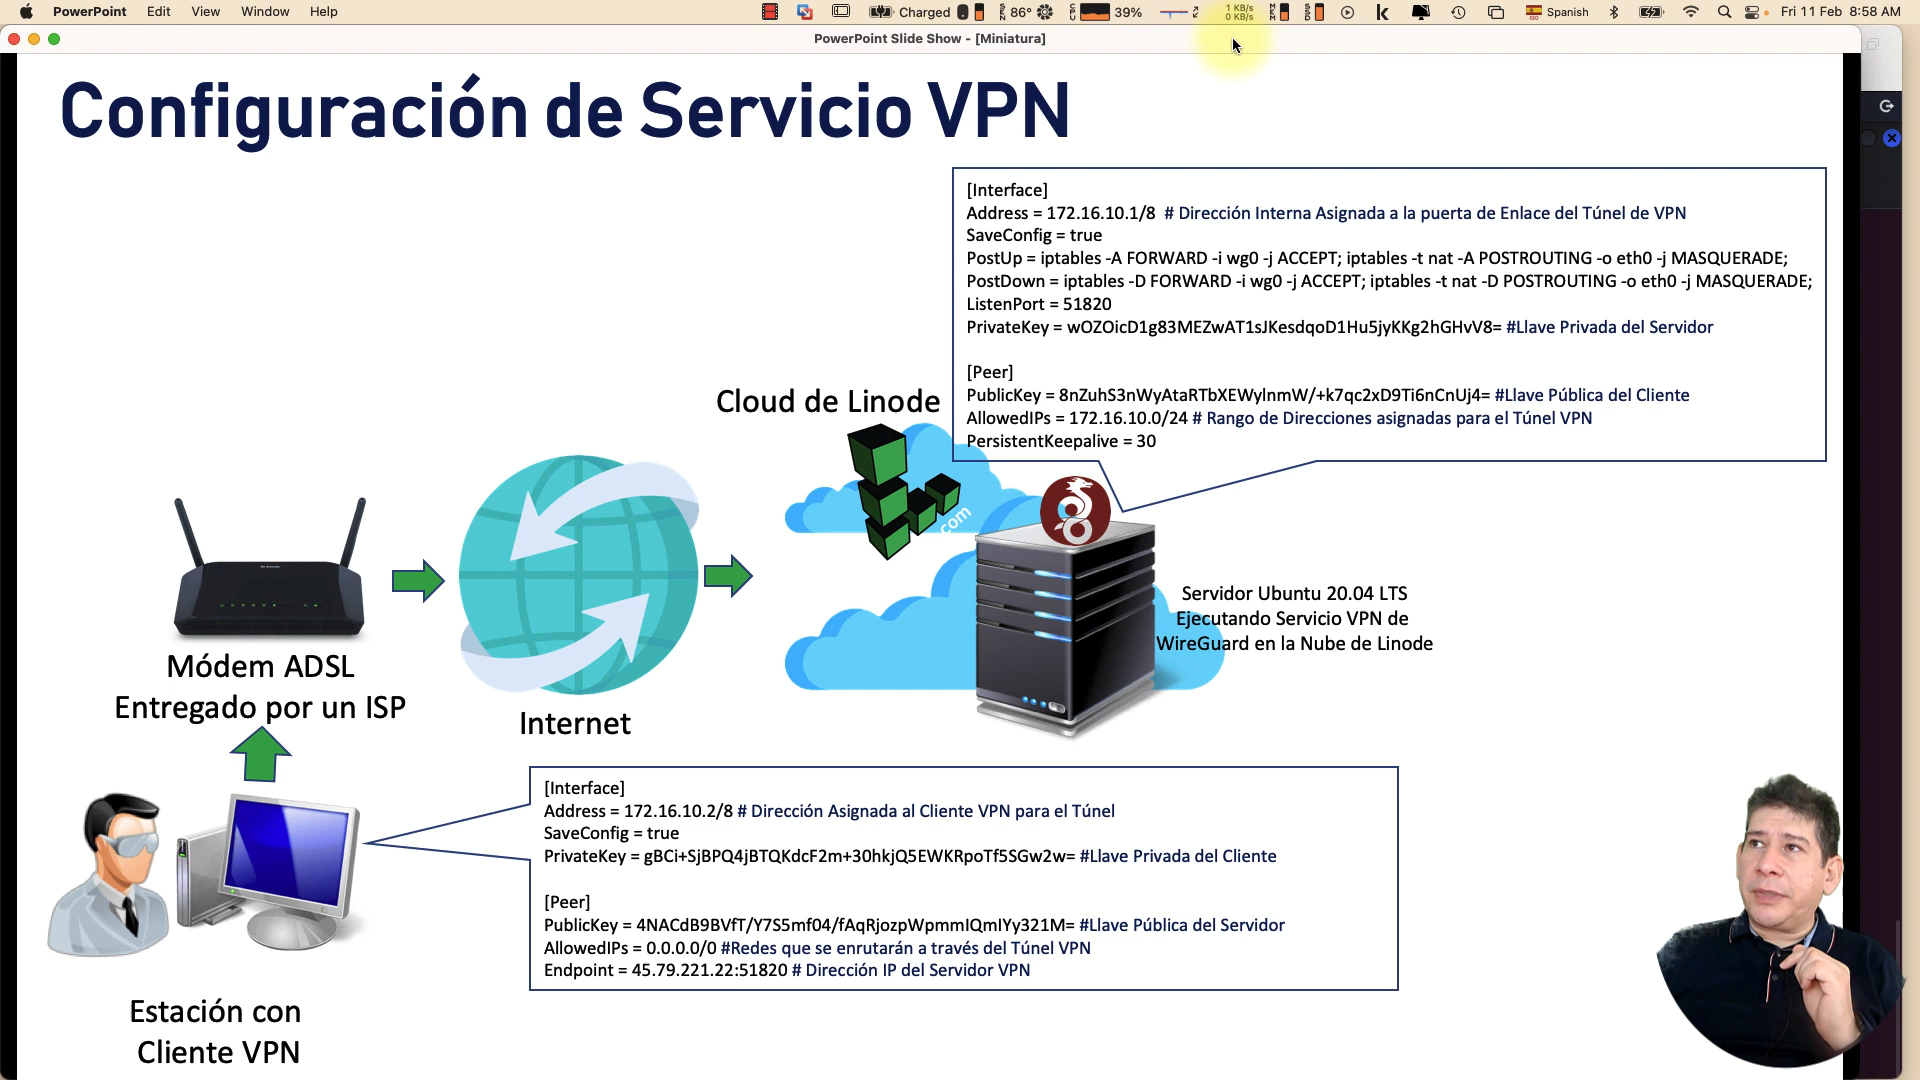 PowerPoint Edit View Window Help
Charged 86° 39% 1 KB/s 0 KB/s Spanish Fri 11 Feb 8:58 AM
PowerPoint Slide Show - [Miniatura]
Configuración de Servicio VPN
[Interface]
Address = 172.16.10.1/8 # Dirección Interna Asignada a la puerta de Enlace del Túnel de VPN
SaveConfig = true
PostUp = iptables -A FORWARD -i wg0 -j ACCEPT; iptables -t nat -A POSTROUTING -o eth0 -j MASQUERADE;
PostDown = iptables -D FORWARD -i wg0 -j ACCEPT; iptables -t nat -D POSTROUTING -o eth0 -j MASQUERADE;
ListenPort = 51820
PrivateKey = wOZOicD1g83MEZwAT1sJKesdqoD1Hu5jyKKg2hGHvV8= #Llave Privada del Servidor
[Peer]
PublicKey = 8nZuhS3nWyAtaRTbXEWylnmW/+k7qc2xD9Ti6nCnUj4= #Llave Pública del Cliente
AllowedIPs = 172.16.10.0/24 # Rango de Direcciones asignadas para el Túnel VPN
PersistentKeepalive = 30
Cloud de Linode
.com
Servidor Ubuntu 20.04 LTS
Ejecutando Servicio VPN de
WireGuard en la Nube de Linode
Módem ADSL
Entregado por un ISP
Internet
[Interface]
Address = 172.16.10.2/8 # Dirección Asignada al Cliente VPN para el Túnel
SaveConfig = true
PrivateKey = gBCi+SjBPQ4jBTQKdcF2m+30hkjQ5EWKRpoTf5SGw2w= #Llave Privada del Cliente
[Peer]
PublicKey = 4NACdB9BVfT/Y7S5mf04/fAqRjozpWpmmIQmIYy321M= #Llave Pública del Servidor
AllowedIPs = 0.0.0.0/0 #Redes que se enrutarán a través del Túnel VPN
Endpoint = 45.79.221.22:51820 # Dirección IP del Servidor VPN
Estación con
Cliente VPN